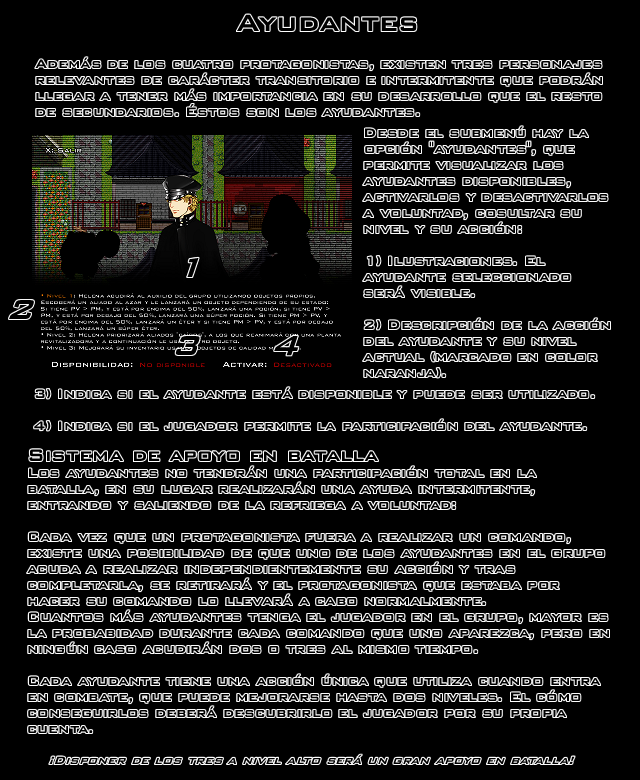 Ayudantes
Además de los cuatro protagonistas, existen tres personajes
relevantes de carácter transitorio e intermitente que podrán
llegar a tener más importancia en su desarrollo que el resto
de secundarios. Éstos son los ayudantes.
Desde el submenú hay la
opción "ayudantes", que
permite visualizar los
ayudantes disponibles,
activarlos y desactivarlos
a voluntad, cosultar su
nivel y su acción:
1) Ilustraciones. El
ayudante seleccionado
será visible.
2) Descripción de la acción
del ayudante y su nivel
actual (marcado en color
naranja).
X: Salir
1
2
* Nivel 1: Helena acudirá al auxilio del grupo utilizando objetos propios.
Escogerá un aliado al azar y le lanzará un objeto dependiendo de su estado:
Si tiene PV > PM, y está por encima del 50%, lanzará una poción, si tiene PV >
PM, y está por debajo del 50%, lanzará una súper poción. Si tiene PM > PV, y
está por encima del 50%, lanzará un éter y si tiene PM > PV, y está por debajo
del 50%, lanzará un súper éter.
* Nivel 2: Helena priorizará aliados a los que reanimará con una planta
revitalizadora y a continuación le objeto.
* Nivel 3: Mejorará su inventario objetos de calidad
3
4
Disponibilidad: No disponible Activar: Desactivado
3) Indica si el ayudante está disponible y puede ser utilizado.
4) Indica si el jugador permite la participación del ayudante.
Sistema de apoyo en batalla
Los ayudantes no tendrán una participación total en la
batalla, en su lugar realizarán una ayuda intermitente,
entrando y saliendo de la refriega a voluntad:
Cada vez que un protagonista fuera a realizar un comando,
existe una posibilidad de que uno de los ayudantes en el grupo
acuda a realizar independientemente su acción y tras
completarla, se retirará y el protagonista que estaba por
hacer su comando lo llevará a cabo normalmente.
Cuantos más ayudantes tenga el jugador en el grupo, mayor es
la probabidad durante cada comando que uno aparezca, pero en
ningún caso acudirán dos o tres al mismo tiempo.
Cada ayudante tiene una acción única que utiliza cuando entra
en combate, que puede mejorarse hasta dos niveles. El cómo
conseguirlos deberá descubrirlo el jugador por su propia
cuenta.
¡Disponer de los tres a nivel alto será un gran apoyo en batalla!